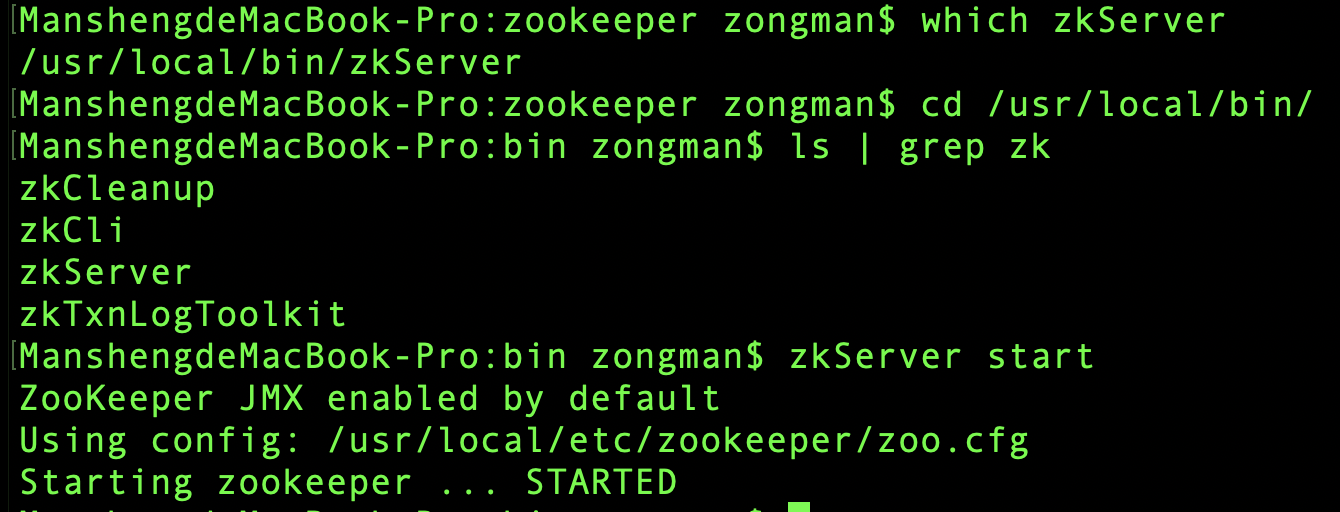 [ManshengdeMacBook-Pro:zookeeper zongman$ which zkServer
/usr/local/bin/zkServer
[ManshengdeMacBook-Pro:zookeeper zongman$ cd /usr/local/bin/
[ManshengdeMacBook-Pro:bin zongman$ ls | grep zk
zkCleanup
zkCli
zkServer
zkTxnLogToolkit
[ManshengdeMacBook-Pro:bin zongman$ zkServer start
ZooKeeper JMX enabled by default
Using config: /usr/local/etc/zookeeper/zoo.cfg
Starting zookeeper ... STARTED